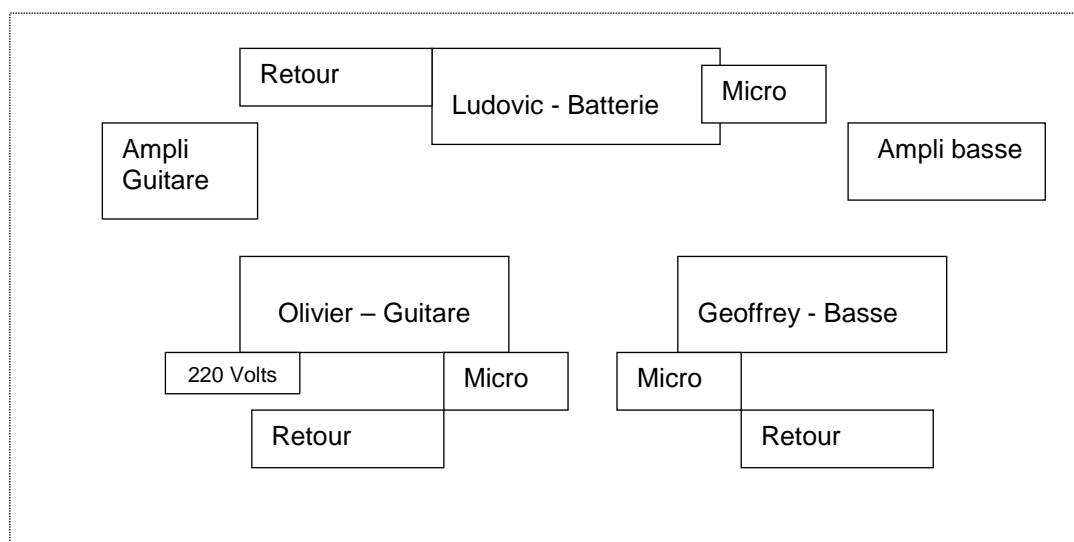 Retour
Ludovic - Batterie
Micro
Ampli
Guitare
Ampli basse
Olivier – Guitare
Geoffrey - Basse
220 Volts
Micro
Micro
Retour
Retour